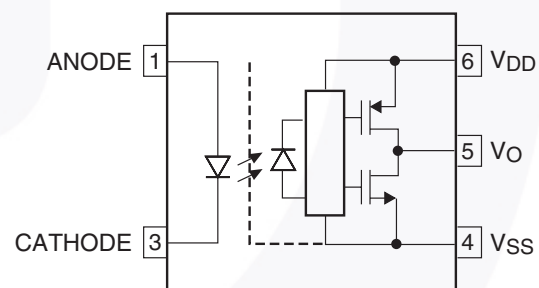 ANODE 1
6 VDD
5 VO
CATHODE 3
4 VSS